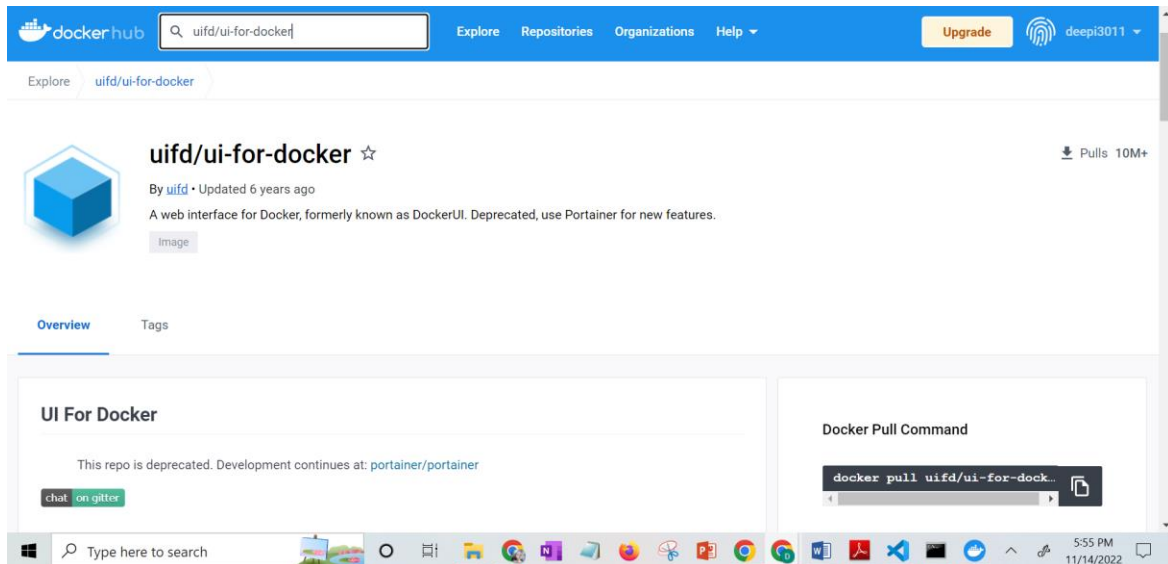 dockerhub
uifd/ui-for-docker
Explore Repositories Organizations Help
Upgrade
deepi3011
Explore uifd/ui-for-docker
uifd/ui-for-docker
Pulls 10M+
By uifd • Updated 6 years ago
A web interface for Docker, formerly known as DockerUI. Deprecated, use Portainer for new features.
Image
Overview Tags
UI For Docker
This repo is deprecated. Development continues at: portainer/portainer
chat on gitter
Docker Pull Command
docker pull uifd/ui-for-dock…
Type here to search
5:55 PM
11/14/2022